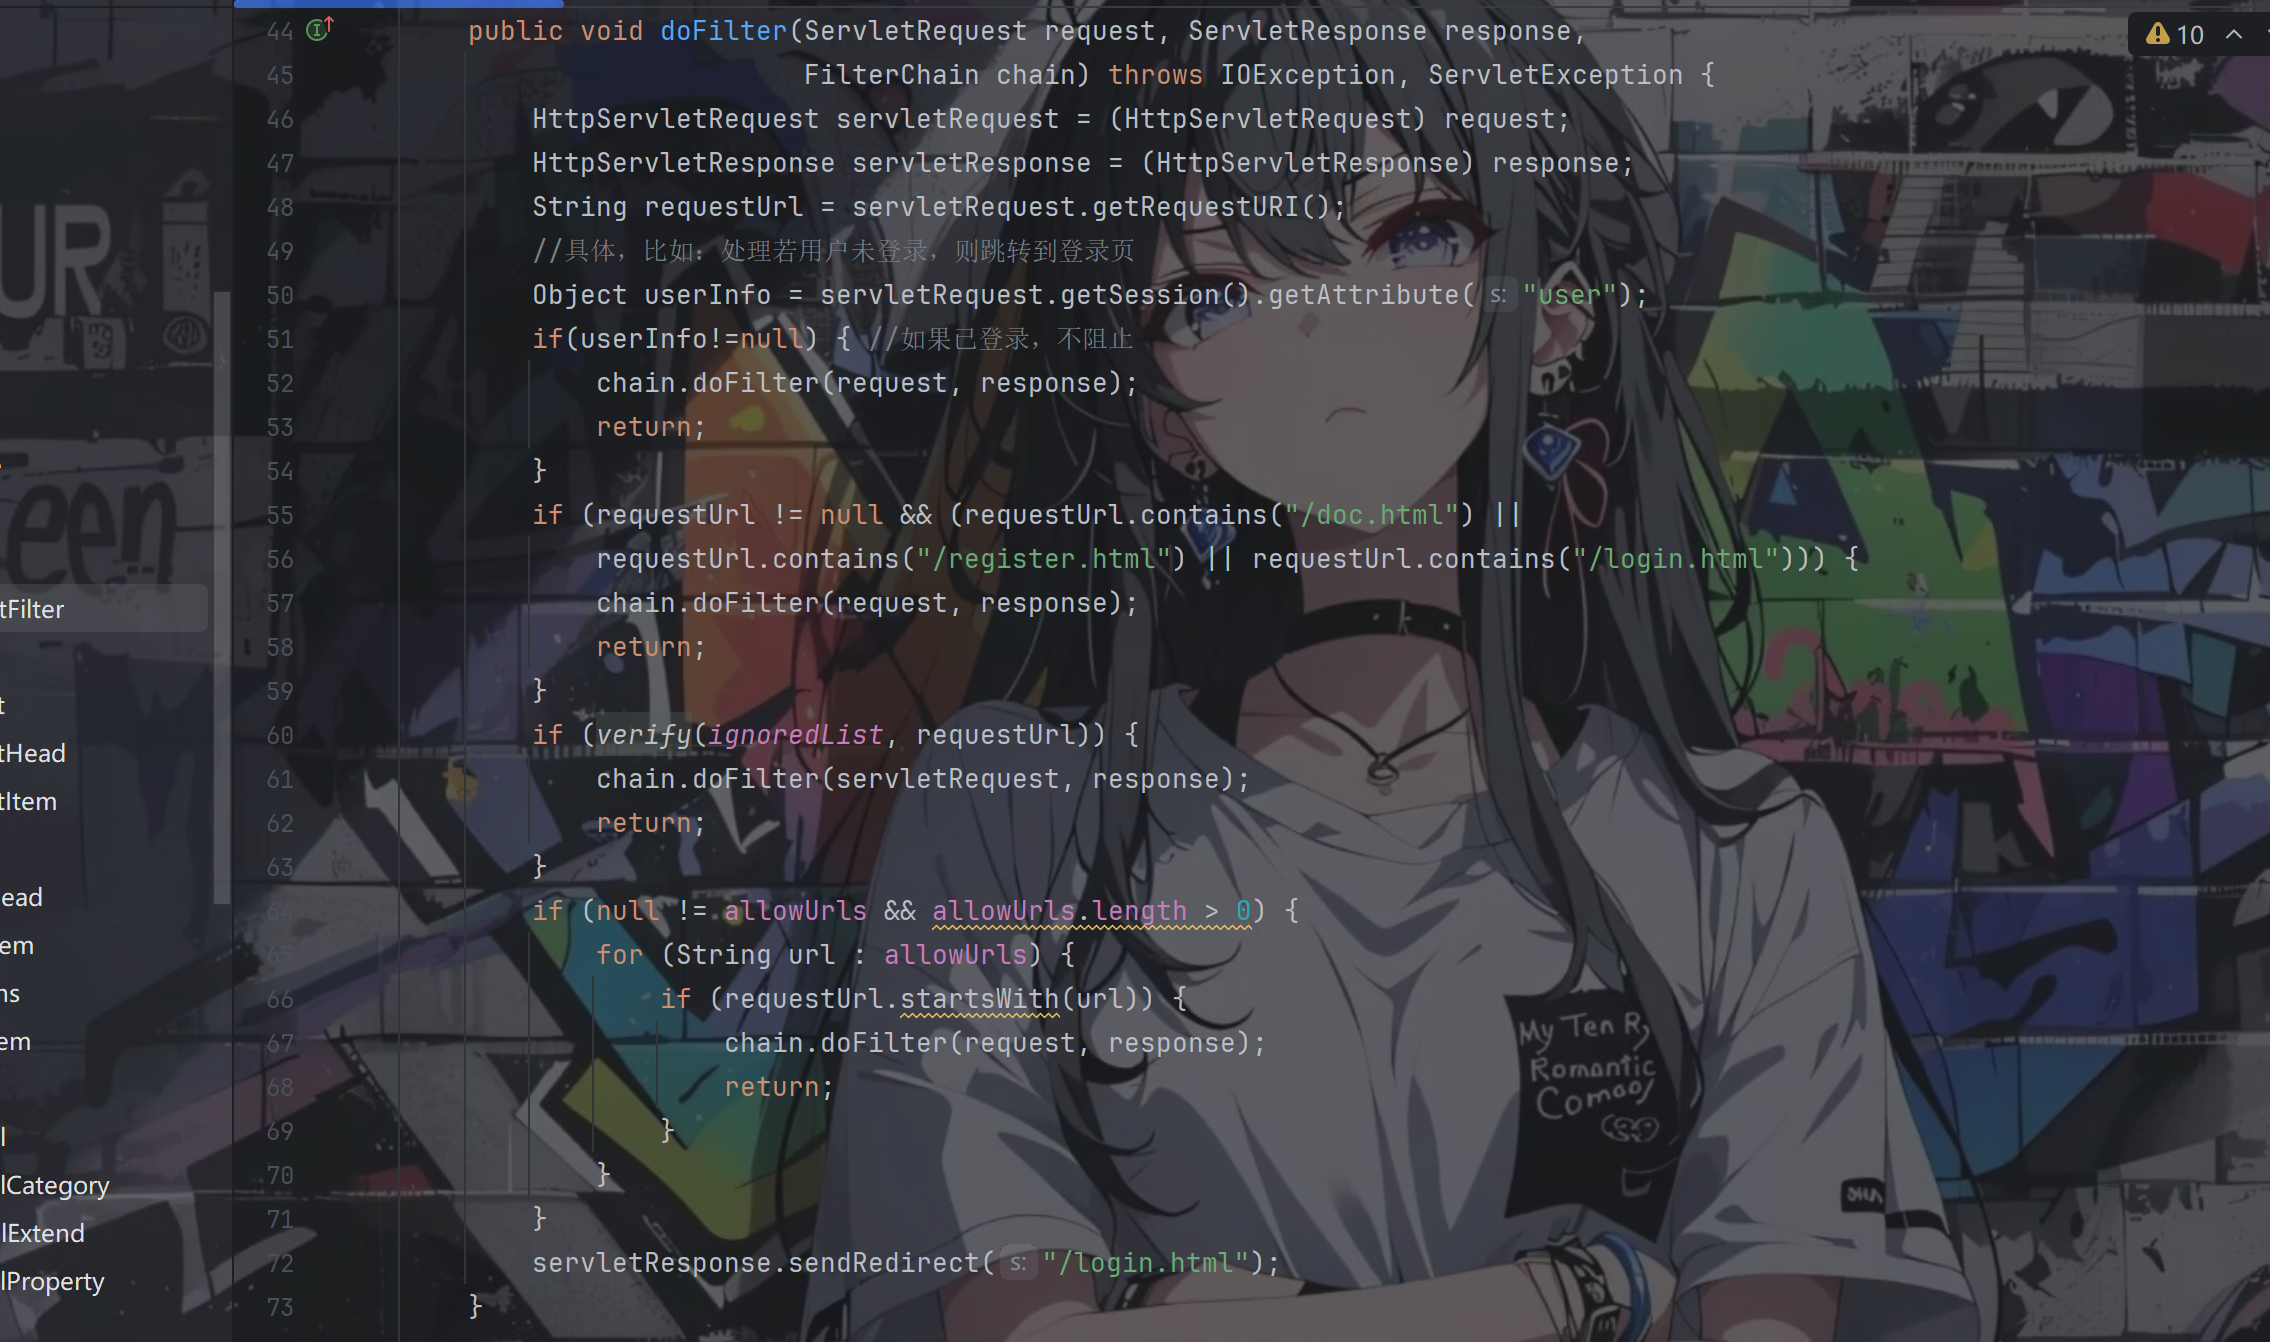 44 public void doFilter(ServletRequest request, ServletResponse response,
10
45 FilterChain chain) throws IOException, ServletException {
46 HttpServletRequest servletRequest = (HttpServletRequest) request;
47 HttpServletResponse servletResponse = (HttpServletResponse) response;
48 String requestUrl = servletRequest.getRequestURI();
49 //具体，比如：处理若用户未登录，则跳转到登录页
50 Object userInfo = servletRequest.getSession().getAttribute( s: "user");
51 if(userInfo!=null) { //如果已登录，不阻止
52 chain.doFilter(request, response);
53 return;
54 }
55 if (requestUrl != null && (requestUrl.contains("/doc.html") ||
56 requestUrl.contains("/register.html") || requestUrl.contains("/login.html"))) {
57 chain.doFilter(request, response);
58 return;
59 }
60 if (verify(ignoredList, requestUrl)) {
61 chain.doFilter(servletRequest, response);
62 return;
63 }
64 if (null != allowUrls && allowUrls.length > 0) {
65 for (String url : allowUrls) {
66 if (requestUrl.startsWith(url)) {
67 chain.doFilter(request, response);
68 return;
69 }
70 }
71 }
72 servletResponse.sendRedirect( s: "/login.html");
73 }
UR
een
tFilter
t
tHead
tItem
ead
em
ns
em
l
lCategory
lExtend
lProperty
My Ten R
Romantic